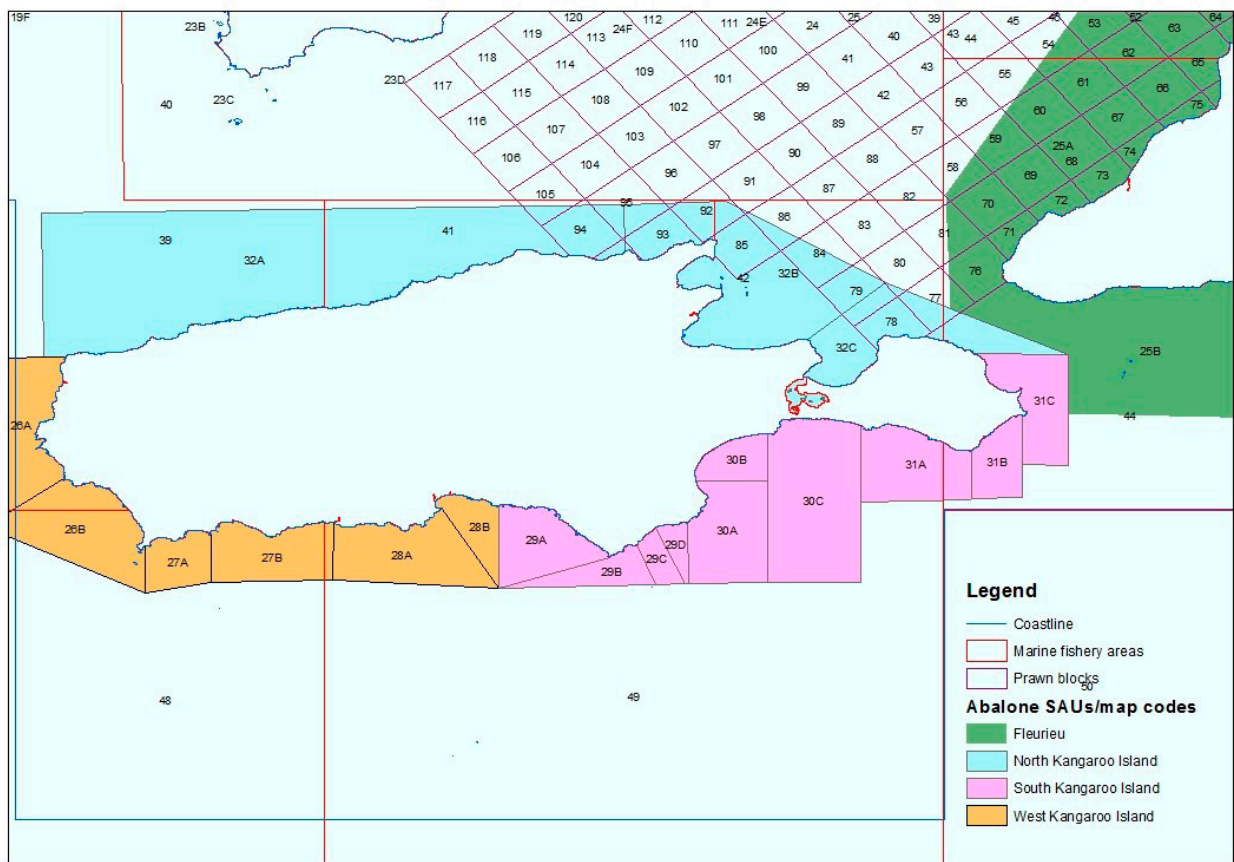 19F
23B
120
112
111
24E
24
25
39
45
46
53
52
64
119
113
24F
110
100
40
43
44
54
62
63
118
114
109
101
41
43
55
61
65
23D
117
115
108
102
99
42
56
60
66
75
40
23C
116
107
103
98
89
57
59
67
106
104
97
90
88
58
25A
68
74
105
96
91
87
82
69
73
95
92
86
83
81
70
72
39
41
94
93
85
84
80
71
32A
42
32B
79
77
76
78
32C
25B
31C
44
26A
30B
31A
31B
26B
27A
27B
28A
28B
29A
29B
29C
29D
30A
30C
48
49
50
Legend
Coastline
Marine fishery areas
Prawn blocks
Abalone SAUs/map codes
Fleurieu
North Kangaroo Island
South Kangaroo Island
West Kangaroo Island